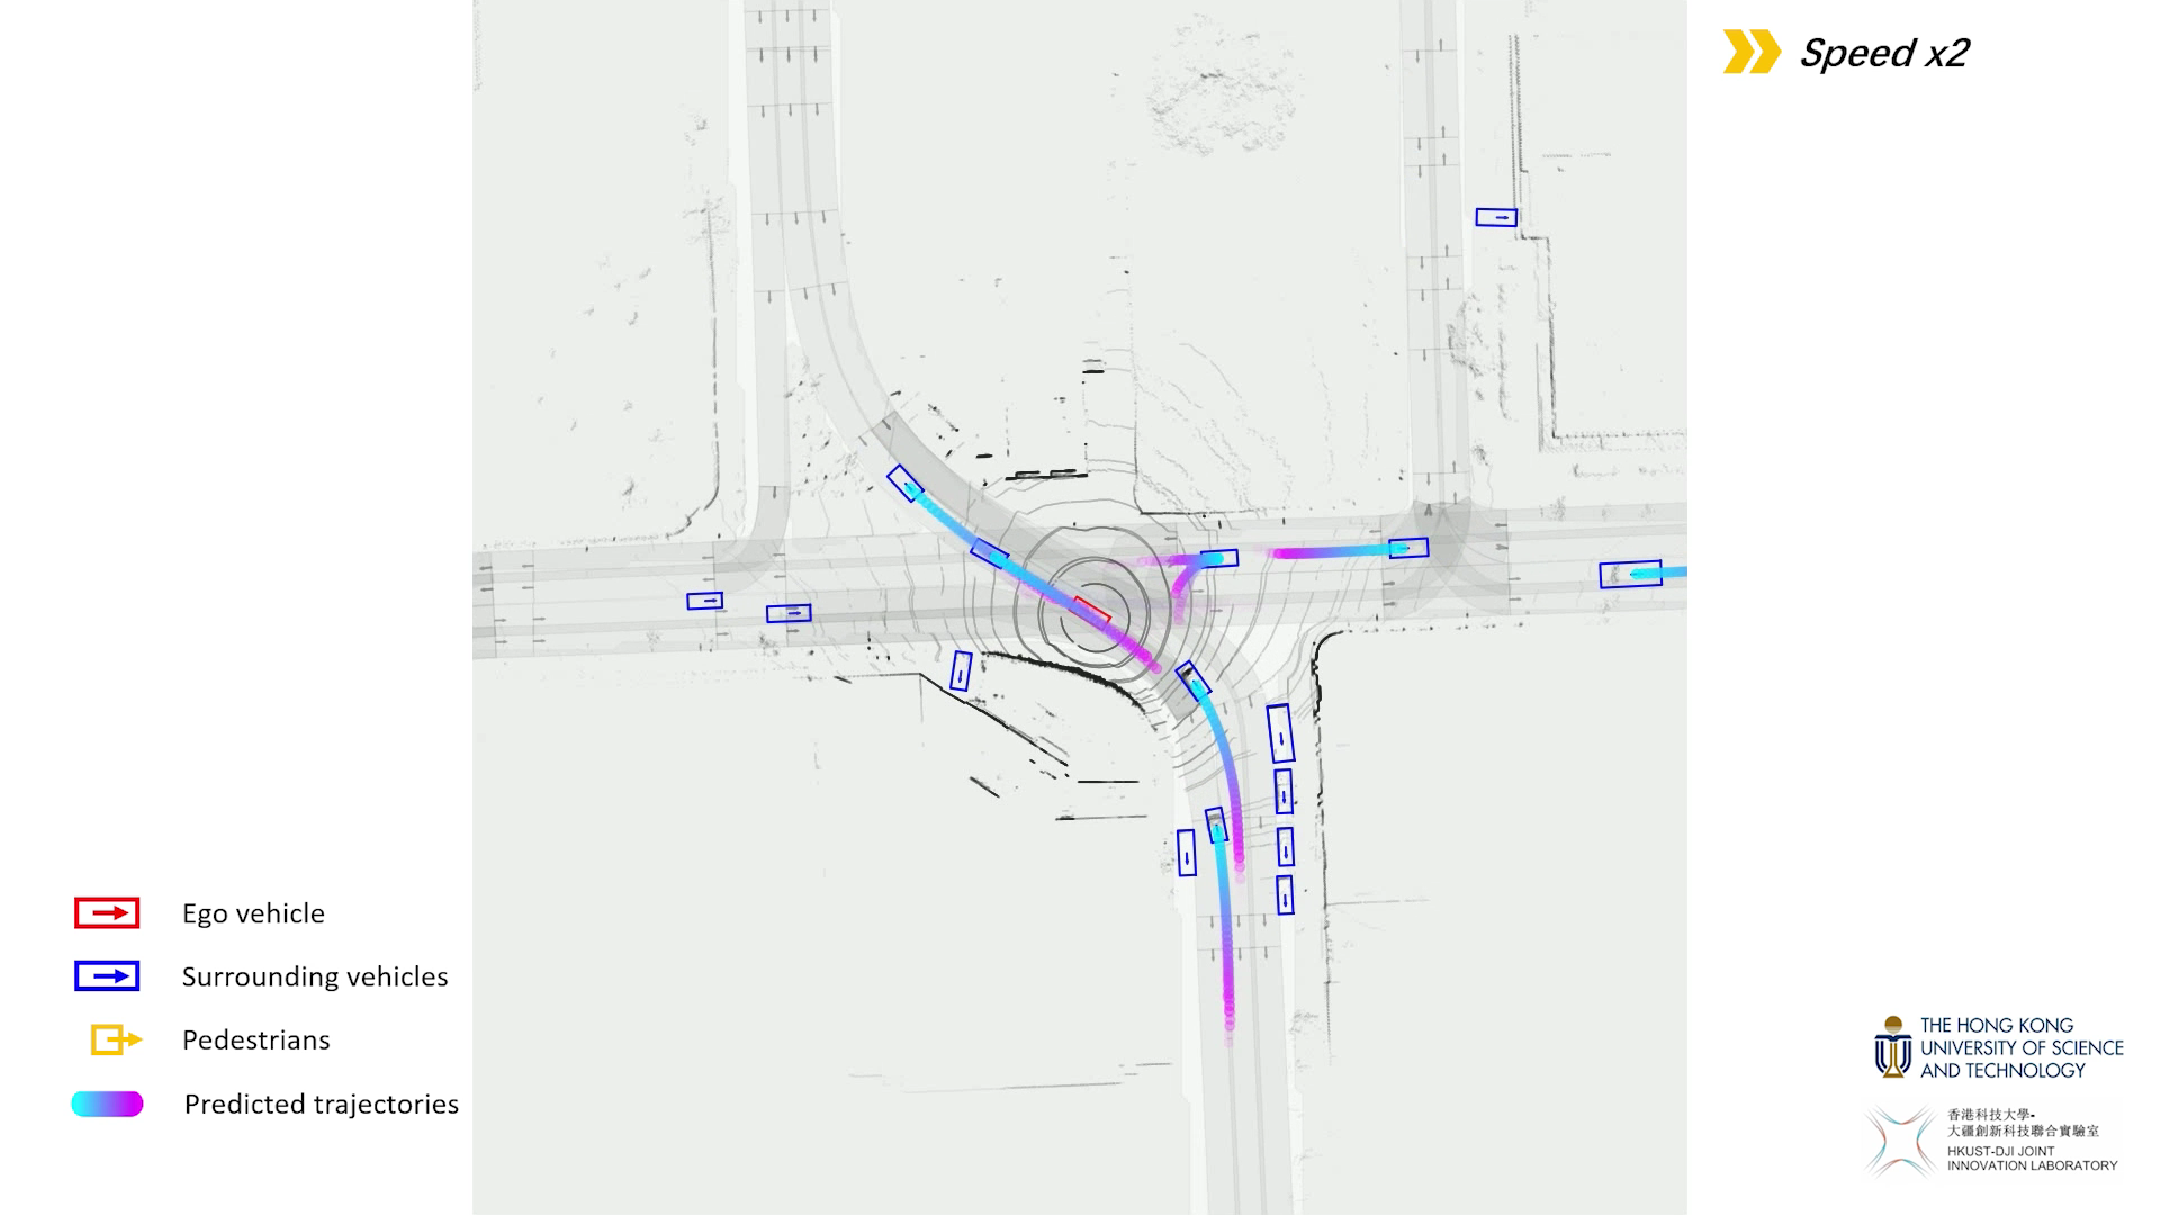 Speed x2
Ego vehicle
Surrounding vehicles
Pedestrians
Predicted trajectories
THE HONG KONG
UNIVERSITY OF SCIENCE
AND TECHNOLOGY
香港科技大學-
大疆創新科技聯合實驗室
HKUST-DJI JOINT
INNOVATION LABORATORY